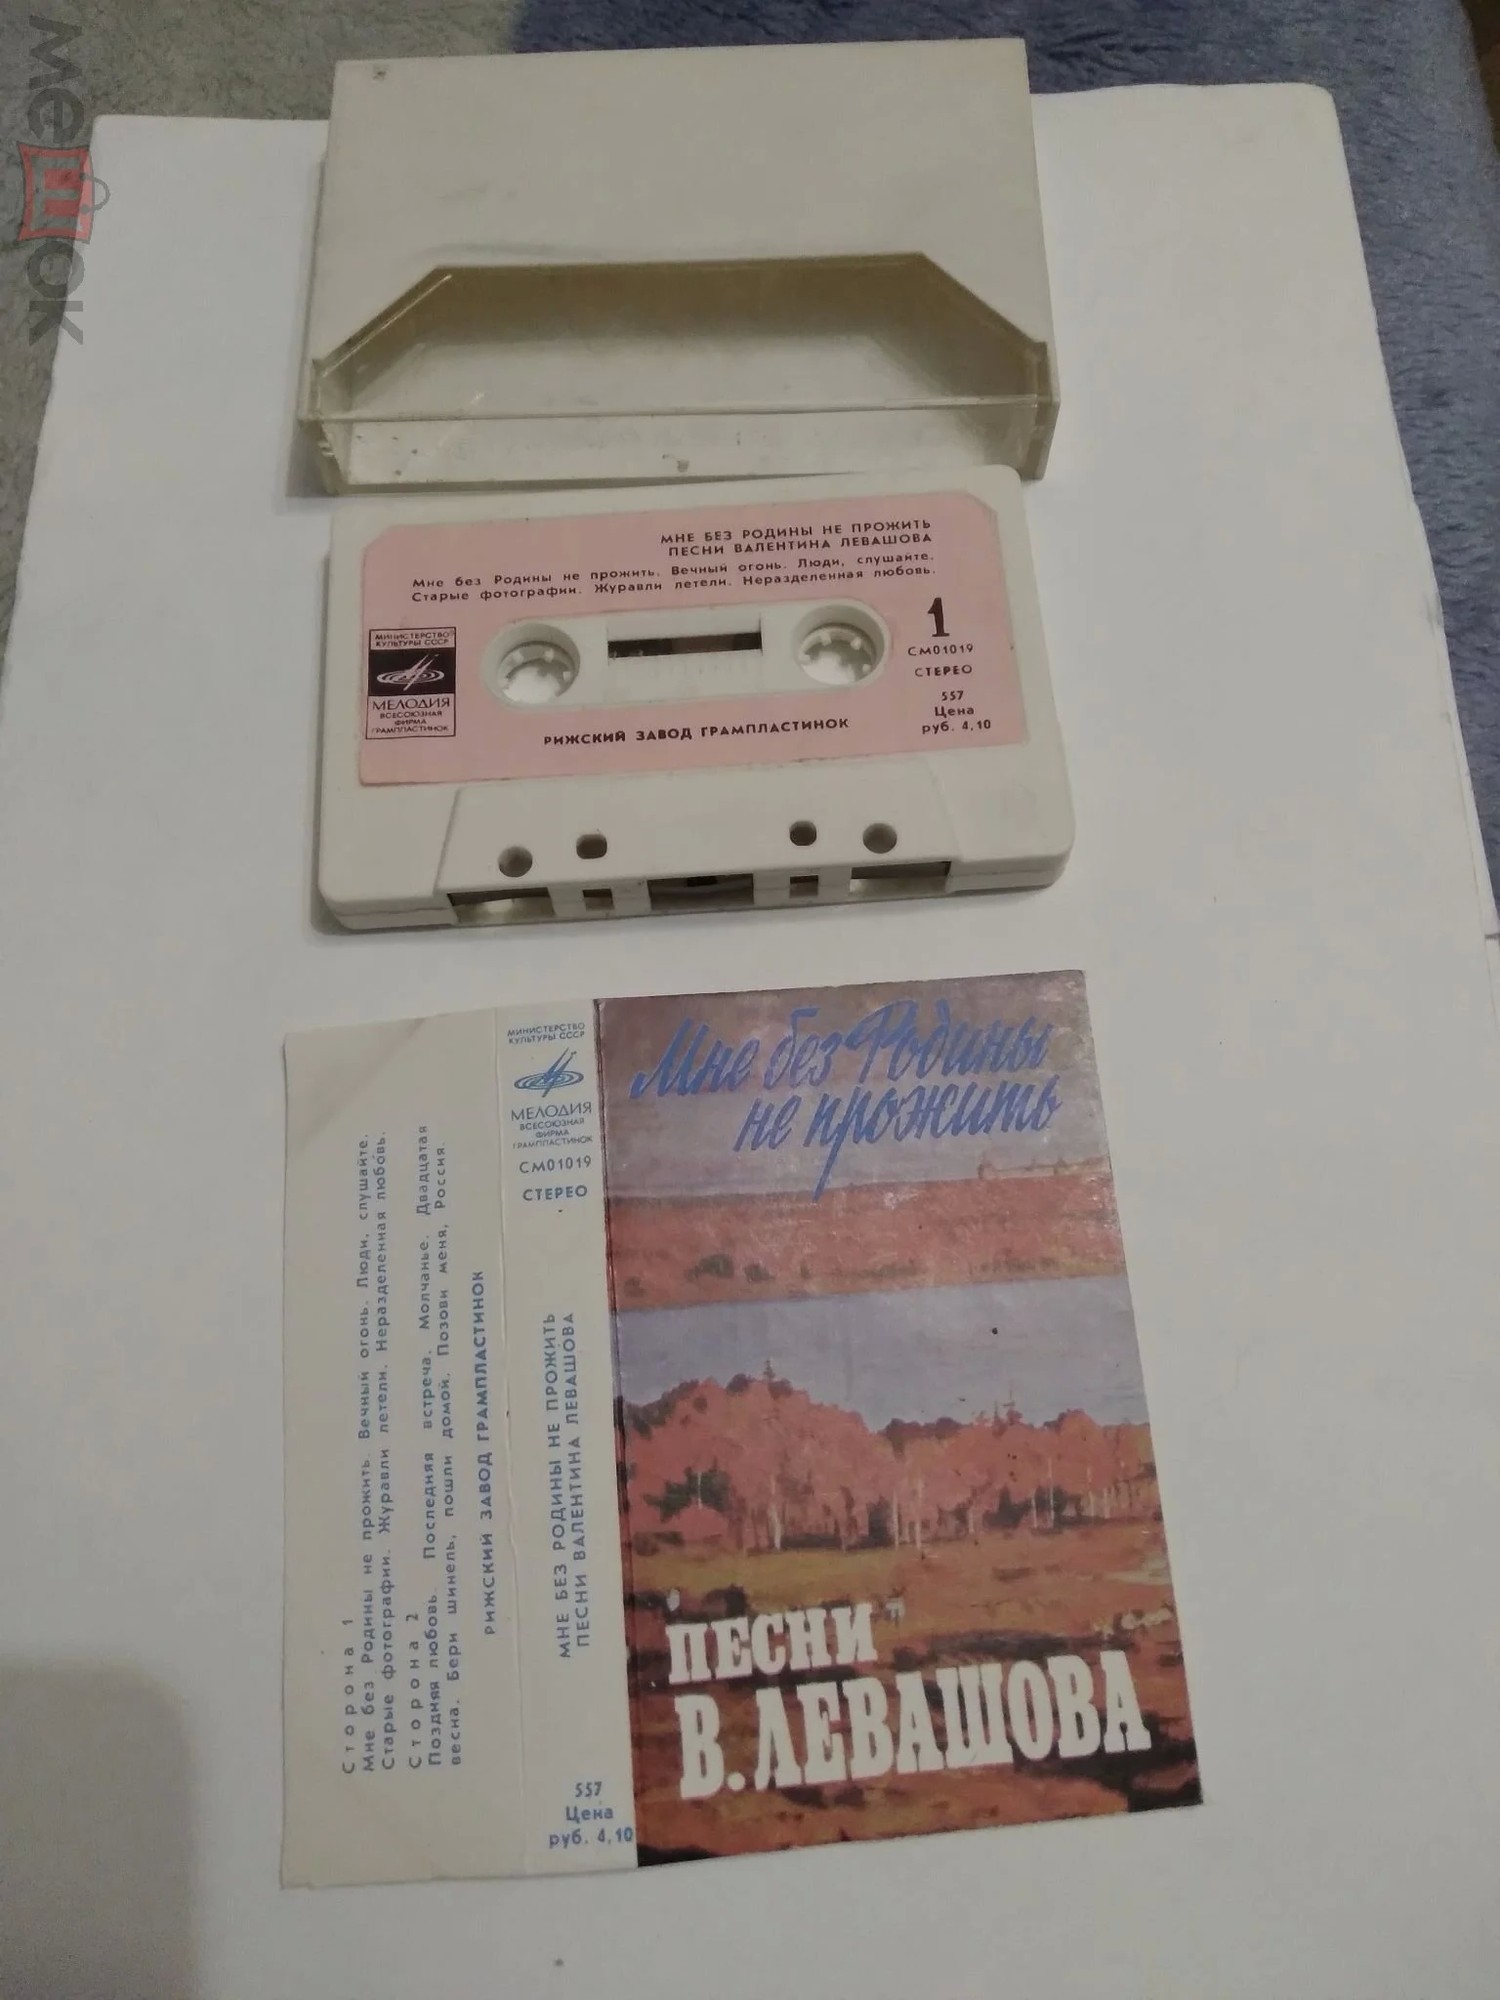 мешок
МНЕ БЕЗ РОДИНЫ НЕ ПРОЖИТЬ
ПЕСНИ ВАЛЕНТИНА ЛЕВАШОВА
Мне без Родины не прожить. Вечный огонь. Люди, слушайте.
Старые фотографии. Журавли летели. Неразделенная любовь.
МИНИСТЕРСТВО
КУЛЬТУРЫ СССР
МЕЛОДИЯ
ВСЕСОЮЗНАЯ
ФИРМА
ГРАМПЛАСТИНОК
1
СМ01019
СТЕРЕО
557
Цена
руб. 4,10
РИЖСКИЙ ЗАВОД ГРАМПЛАСТИНОК
Сторона 1
Мне без Родины не прожить. Вечный огонь. Люди, слушайте.
Старые фотографии. Журавли летели. Неразделенная любовь.
Сторона 2
Поздняя любовь. Последняя встреча. Молчанье. Двадцатая
весна. Бери шинель, пошли домой. Позови меня, Россия.
РИЖСКИЙ ЗАВОД ГРАМПЛАСТИНОК
МИНИСТЕРСТВО
КУЛЬТУРЫ СССР
МЕЛОДИЯ
ВСЕСОЮЗНАЯ
ФИРМА
ГРАМПЛАСТИНОК
СМ01019
СТЕРЕО
МНЕ БЕЗ РОДИНЫ НЕ ПРОЖИТЬ
ПЕСНИ ВАЛЕНТИНА ЛЕВАШОВА
557
Цена
руб. 4,10
Мне без Родины
не прожить
ПЕСНИ
В. ЛЕВАШОВА